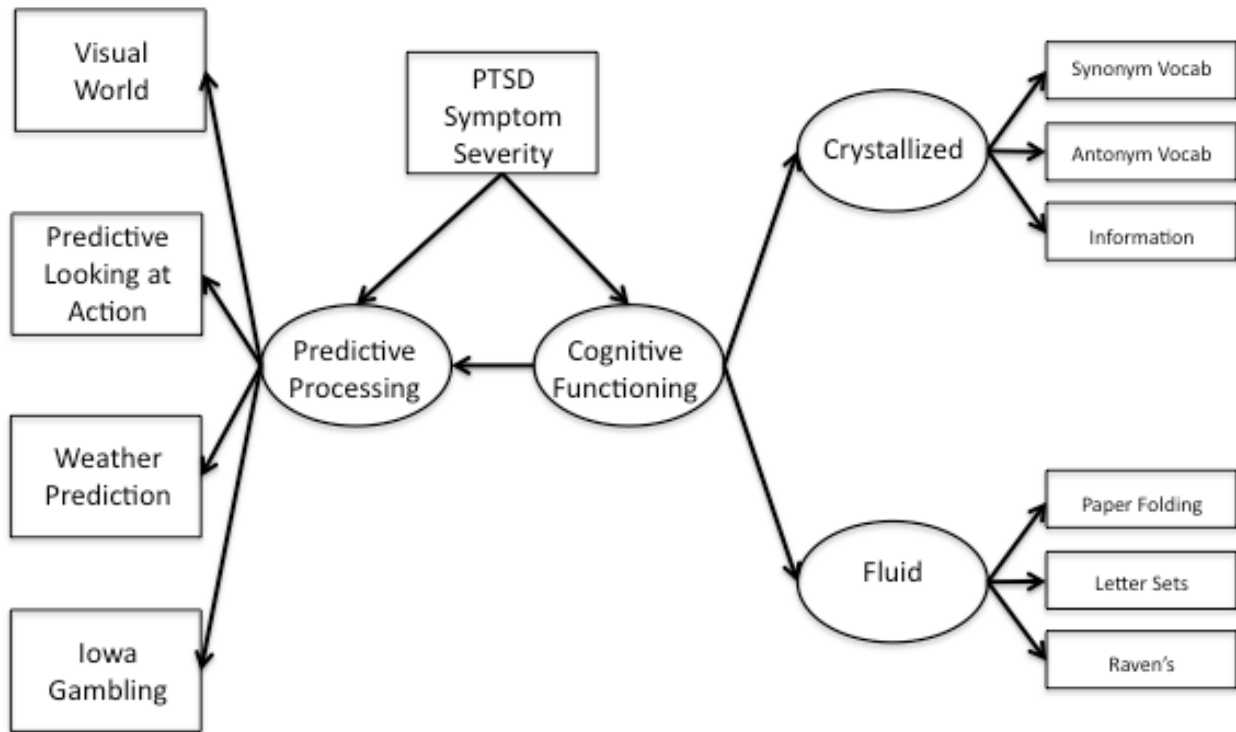 Visual
World
PTSD
Symptom
Severity
Synonym Vocab
Crystallized
Antonym Vocab
Information
Predictive
Looking at
Action
Predictive
Processing
Cognitive
Functioning
Weather
Prediction
Paper Folding
Fluid
Letter Sets
Raven's
Iowa
Gambling